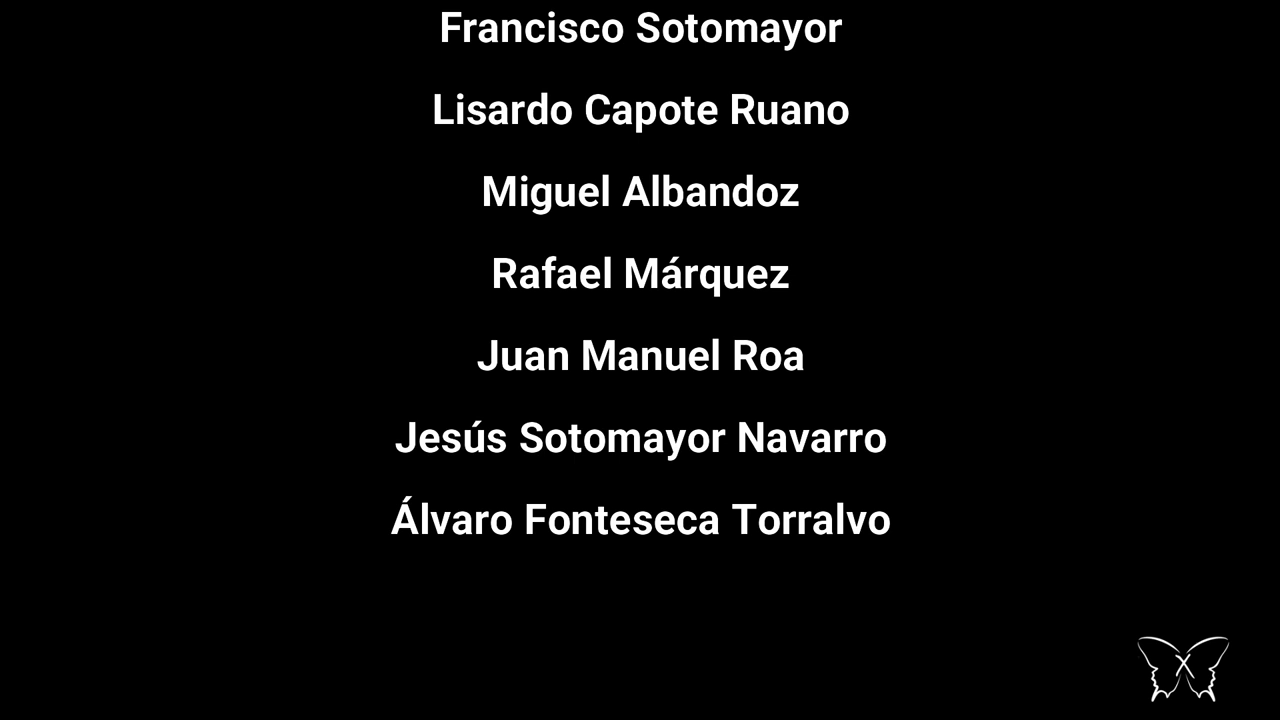 Francisco Sotomayor
Lisardo Capote Ruano
Miguel Albandoz
Rafael Márquez
Juan Manuel Roa
Jesús Sotomayor Navarro
Álvaro Fonteseca Torralvo